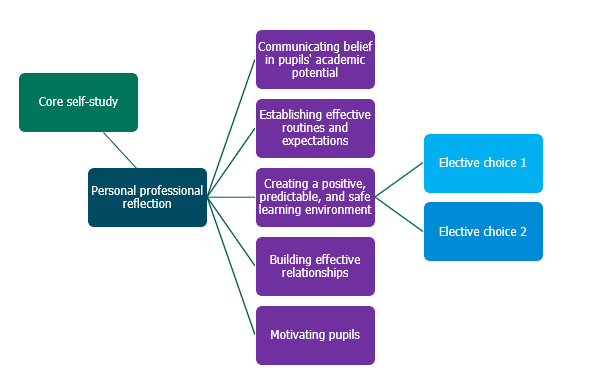 Core self-study
Personal professional
reflection
Communicating belief
in pupils' academic
potential
Establishing effective
routines and
expectations
Creating a positive,
predictable, and safe
learning environment
Building effective
relationships
Motivating pupils
Elective choice 1
Elective choice 2